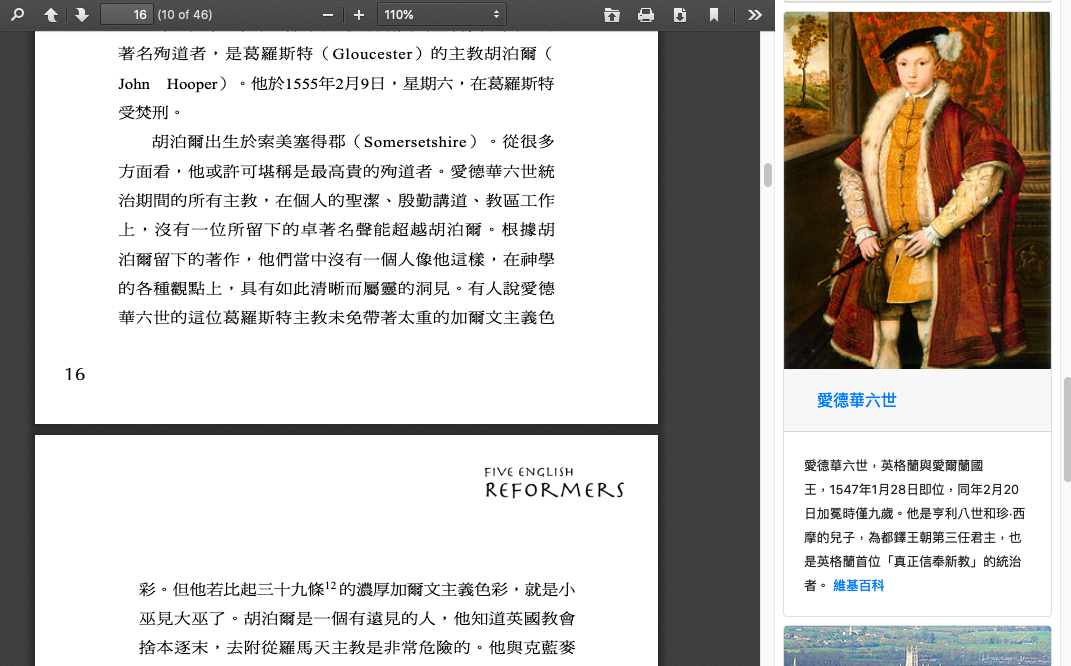 16
(10 of 46)
110%
著名殉道者，是葛羅斯特（Gloucester）的主教胡泊爾（
John Hooper）。他於1555年2月9日，星期六，在葛羅斯特
受焚刑。
胡泊爾出生於索美塞得郡（Somersetshire）。從很多
方面看，他或許可堪稱是最高貴的殉道者。愛德華六世統
治期間的所有主教，在個人的聖潔、殷勤講道、教區工作
上，沒有一位所留下的卓著名聲能超越胡泊爾。根據胡
泊爾留下的著作，他們當中沒有一個人像他這樣，在神學
的各種觀點上，具有如此清晰而屬靈的洞見。有人說愛德
華六世的這位葛羅斯特主教未免帶著太重的加爾文主義色
16
FIVE ENGLISH
REFORMERS
彩。但他若比起三十九條12的濃厚加爾文主義色彩，就是小
巫見大巫了。胡泊爾是一個有遠見的人，他知道英國教會
捨本逐末，去附從羅馬天主教是非常危險的。他與克藍麥
愛德華六世
愛德華六世，英格蘭與愛爾蘭國
王，1547年1月28日即位，同年2月20
日加冕時僅九歲。他是亨利八世和珍·西
摩的兒子，為都鐸王朝第三任君主，也
是英格蘭首位「真正信奉新教」的統治
者。 維基百科